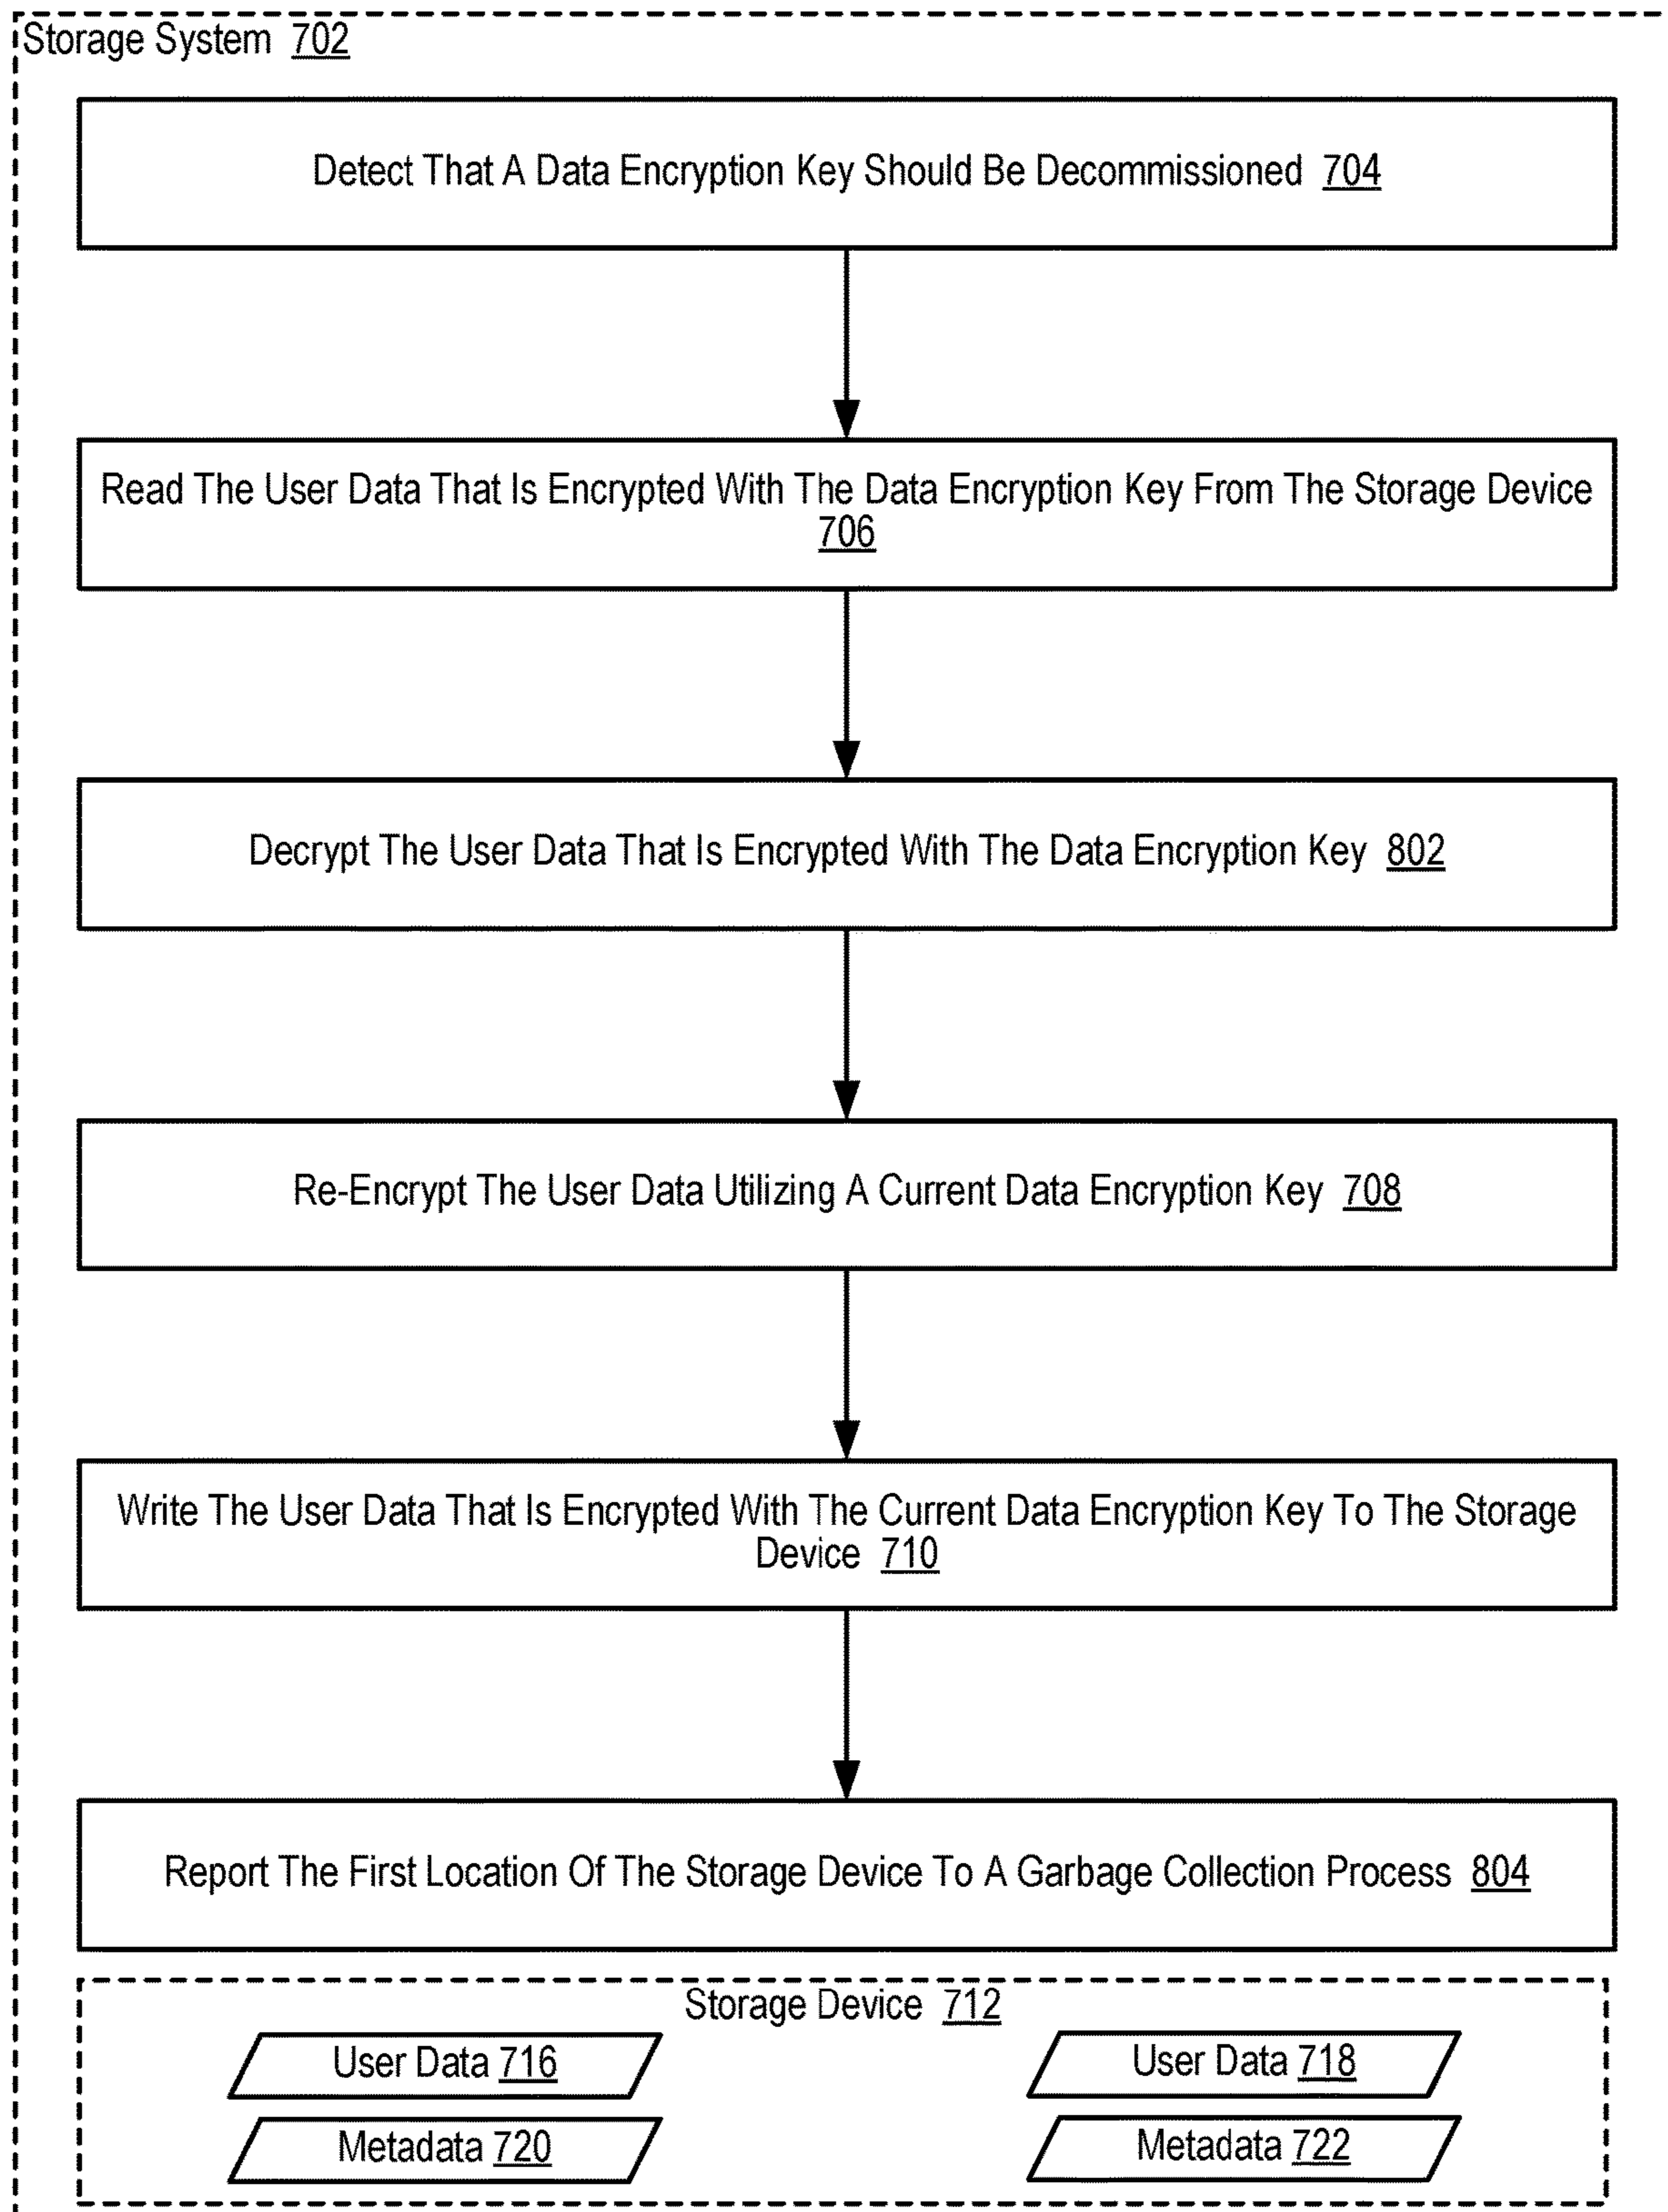 Storage System 702
Detect That A Data Encryption Key Should Be Decommissioned 704
Read The User Data That Is Encrypted With The Data Encryption Key From The Storage Device
706
Decrypt The User Data That Is Encrypted With The Data Encryption Key 802
Re-Encrypt The User Data Utilizing A Current Data Encryption Key 708
Write The User Data That Is Encrypted With The Current Data Encryption Key To The Storage
Device 710
Report The First Location Of The Storage Device To A Garbage Collection Process 804
Storage Device 712
User Data 716
User Data 718
Metadata 720
Metadata 722